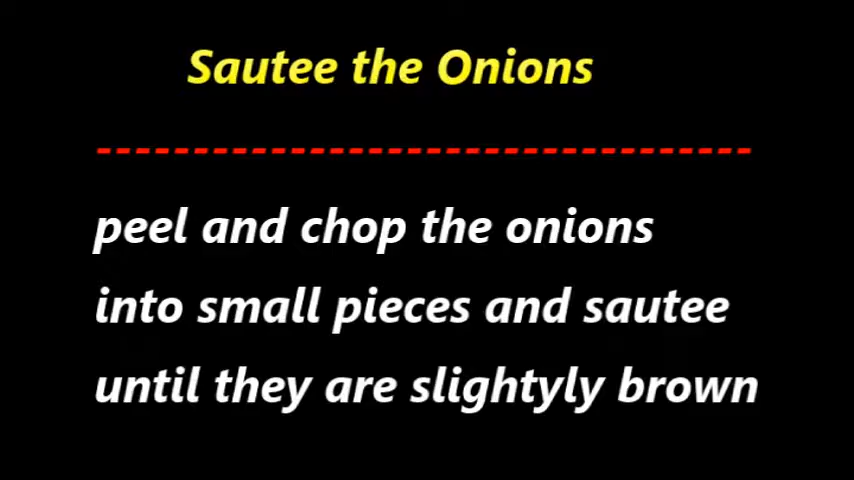 Sautee the Onions
----------------------------------
peel and chop the onions
into small pieces and sautee
until they are slightyly brown